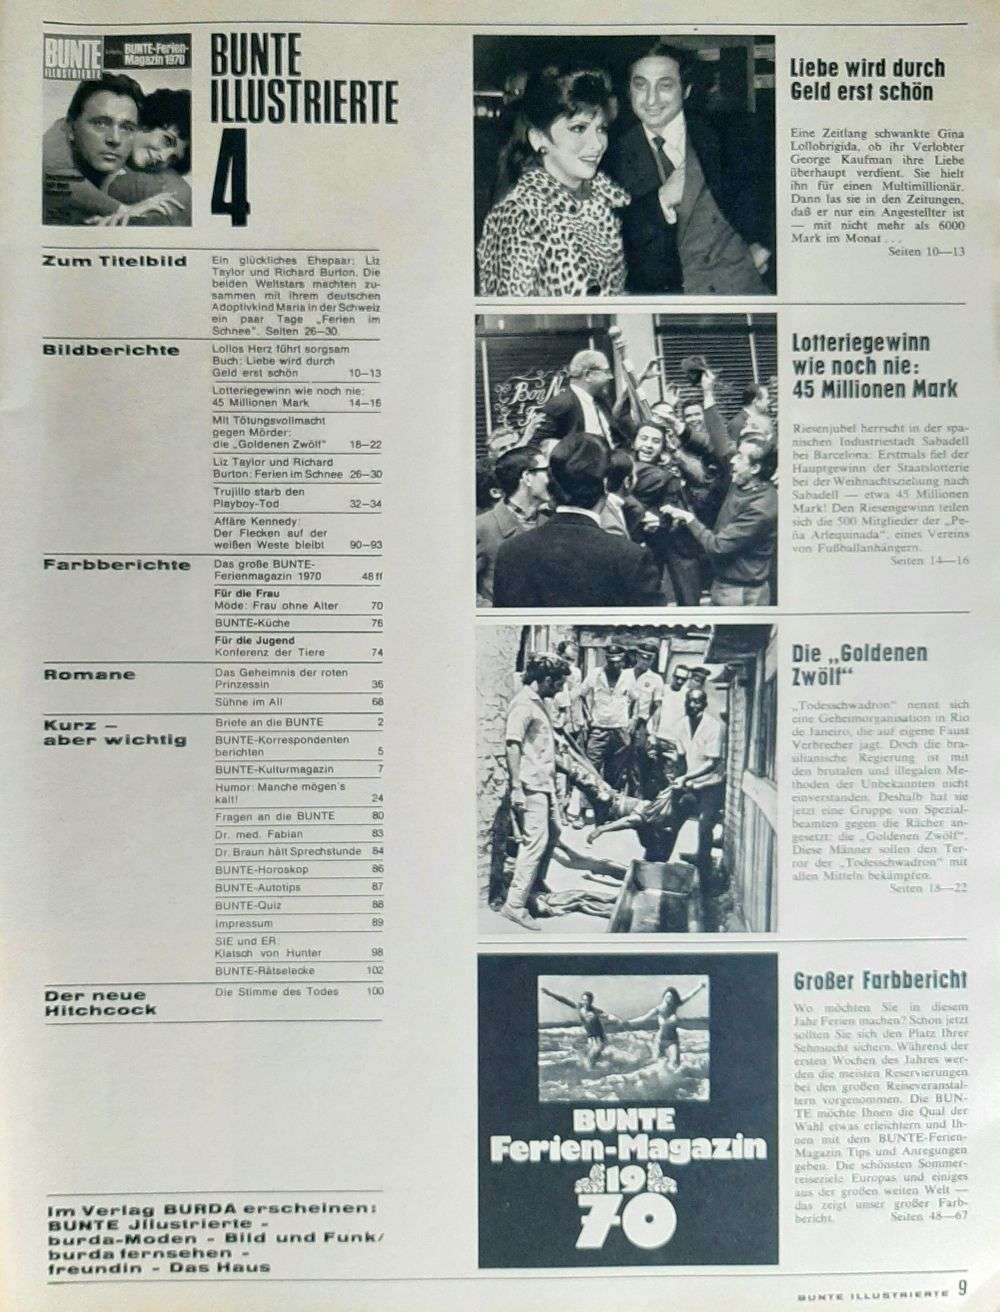 BUNTE
ILLUSTRIERTE
BUNTE-Ferien-
Magazin 1970
BUNTE
ILLUSTRIERTE
4
Zum Titelbild
Ein glückliches Ehepaar: Liz
Taylor und Richard Burton. Die
beiden Weltstars machten zu-
sammen mit ihrem deutschen
Adoptivkind Maria in der Schweiz
ein paar Tage „Ferien im
Schnee". Seiten 26—30
Bildberichte
Lollos Herz führt sorgsam
Buch: Liebe wird durch
Geld erst schön 10—13
Lotteriegewinn wie noch nie:
45 Millionen Mark 14—16
Mit Tötungsvollmacht
gegen Mörder:
die „Goldenen Zwölf" 18—22
Liz Taylor und Richard
Burton: Ferien im Schnee 26—30
Trujillo starb den
Playboy-Tod 32—34
Affäre Kennedy:
Der Flecken auf der
weißen Weste bleibt 90—93
Farbberichte
Das große BUNTE-
Ferienmagazin 1970 48 ff
Für die Frau
Mode: Frau ohne Alter 70
BUNTE-Küche 76
Für die Jugend
Konferenz der Tiere 74
Romane
Das Geheimnis der roten
Prinzessin 36
Sühne im All 68
Kurz —
aber wichtig
Briefe an die BUNTE 2
BUNTE-Korrespondenten
berichten 5
BUNTE-Kulturmagazin 7
Humor: Manche mögen's
kalt! 24
Fragen an die BUNTE 80
Dr. med. Fabian 83
Dr. Braun hält Sprechstunde 84
BUNTE-Horoskop 86
BUNTE-Autotips 87
BUNTE-Quiz 88
Impressum 89
SIE und ER
Klatsch von Hunter 98
BUNTE-Rätselecke 102
Der neue
Hitchcock
Die Stimme des Todes 100
Im Verlag BURDA erscheinen:
BUNTE Jllustrierte -
burda-Moden - Bild und Funk/
burda fernsehen -
freundin - Das Haus
Liebe wird durch
Geld erst schön
Eine Zeitlang schwankte Gina
Lollobrigida, ob ihr Verlobter
George Kaufman ihre Liebe
überhaupt verdient. Sie hielt
ihn für einen Multimillionär.
Dann las sie in den Zeitungen,
daß er nur ein Angestellter ist
— mit nicht mehr als 6000
Mark im Monat . . .
Seiten 10—13
Lotteriegewinn
wie noch nie:
45 Millionen Mark
Riesenjubel herrscht in der spa-
nischen Industriestadt Sabadell
bei Barcelona: Erstmals fiel der
Hauptgewinn der Staatslotterie
bei der Weihnachtsziehung nach
Sabadell — etwa 45 Millionen
Mark! Den Riesengewinn teilen
sich die 500 Mitglieder der „Pe-
ña Arlequinada", eines Vereins
von Fußballanhängern.
Seiten 14—16
Die „Goldenen
Zwölf"
„Todesschwadron" nennt sich
eine Geheimorganisation in Rio
de Janeiro, die auf eigene Faust
Verbrecher jagt. Doch die bra-
silianische Regierung ist mit
den brutalen und illegalen Me-
thoden der Unbekannten nicht
einverstanden. Deshalb hat sie
jetzt eine Gruppe von Spezial-
beamten gegen die Rächer an-
gesetzt: die „Goldenen Zwölf".
Diese Männer sollen den Ter-
ror der „Todesschwadron" mit
allen Mitteln bekämpfen.
Seiten 18—22
BUNTE
Ferien-Magazin
19
70
Großer Farbbericht
Wo möchten Sie in diesem
Jahr Ferien machen? Schon jetzt
sollten Sie sich den Platz Ihrer
Sehnsucht sichern. Während der
ersten Wochen des Jahres wer-
den die meisten Reservierungen
bei den großen Reiseveranstal-
tern vorgenommen. Die BUN-
TE möchte Ihnen die Qual der
Wahl etwas erleichtern und Ih-
nen mit dem BUNTE-Ferien-
Magazin Tips und Anregungen
geben. Die schönsten Sommer-
reiseziele Europas und einiges
aus der großen weiten Welt —
das zeigt unser großer Farb-
bericht. Seiten 48—67
BUNTE ILLUSTRIERTE 9